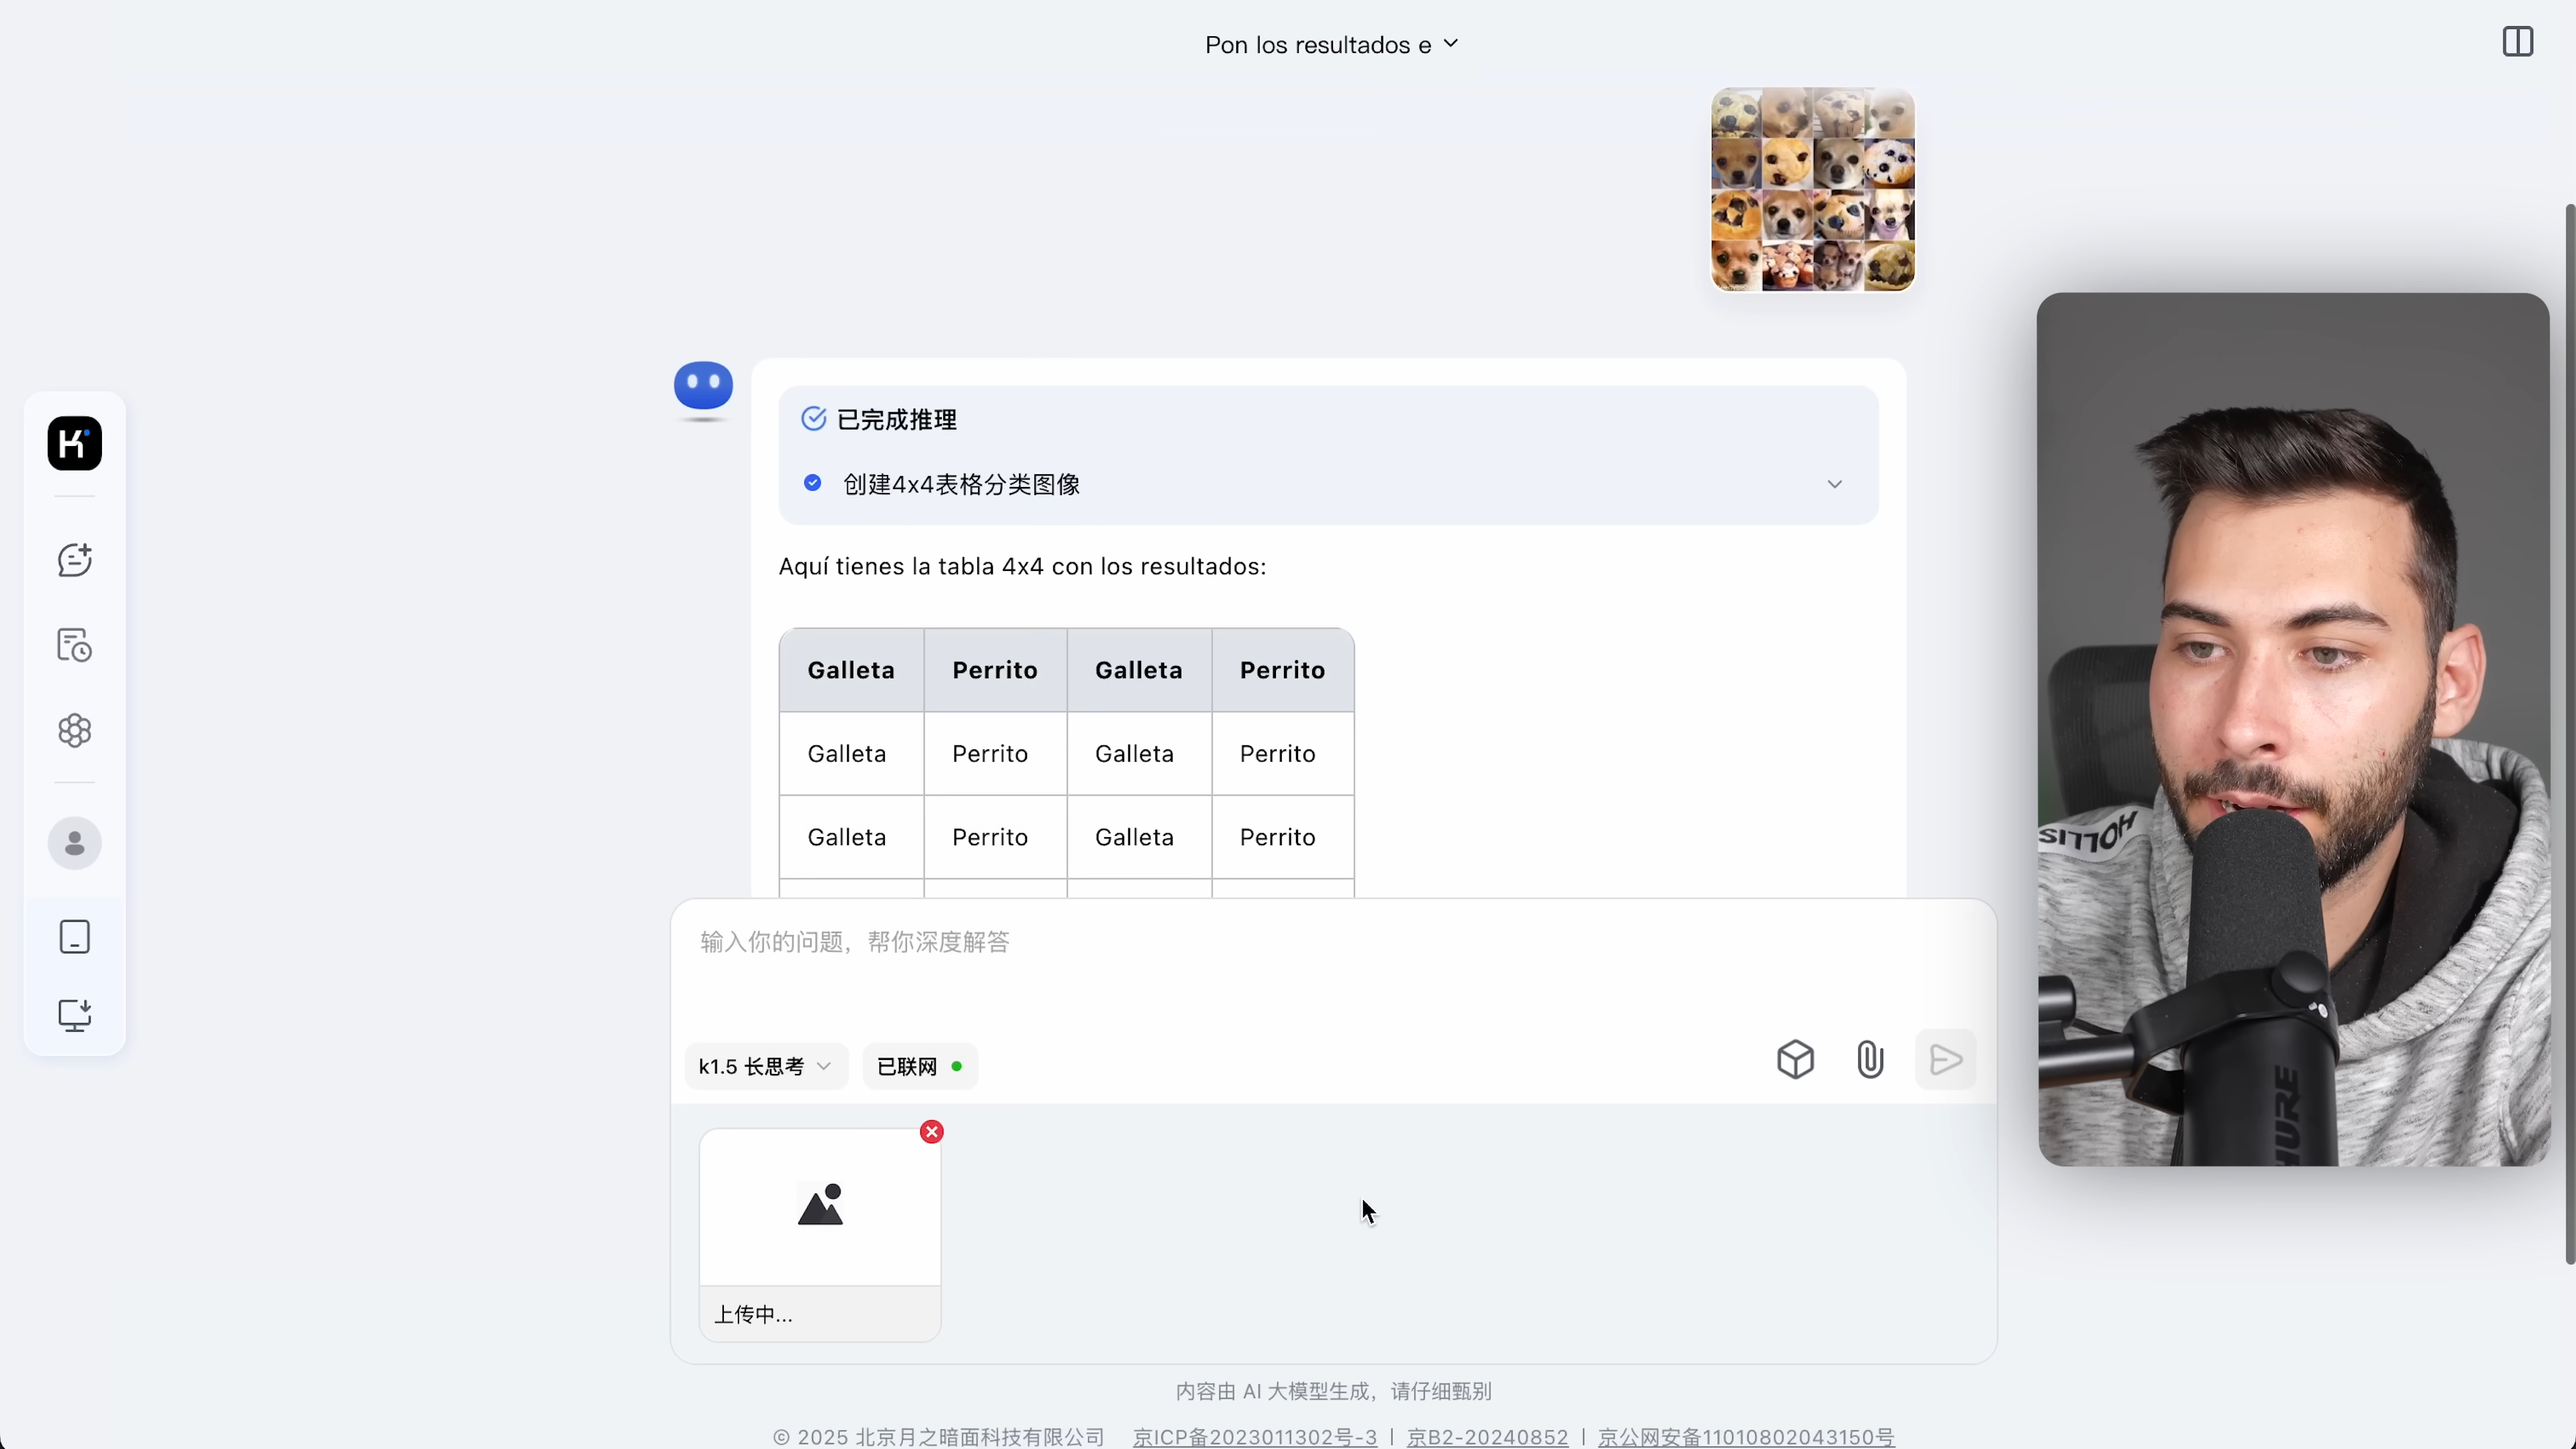 Pon los resultados e
已完成推理
创建4x4表格分类图像
Aquí tienes la tabla 4x4 con los resultados:
Galleta Perrito Galleta Perrito
Galleta Perrito Galleta Perrito
Galleta Perrito Galleta Perrito
输入你的问题，帮你深度解答
k1.5 长思考 已联网
上传中...
内容由 AI 大模型生成，请仔细甄别
© 2025 北京月之暗面科技有限公司 京ICP备2023011302号-3 | 京B2-20240852 | 京公网安备11010802043150号
K
HOLLIS
HURE